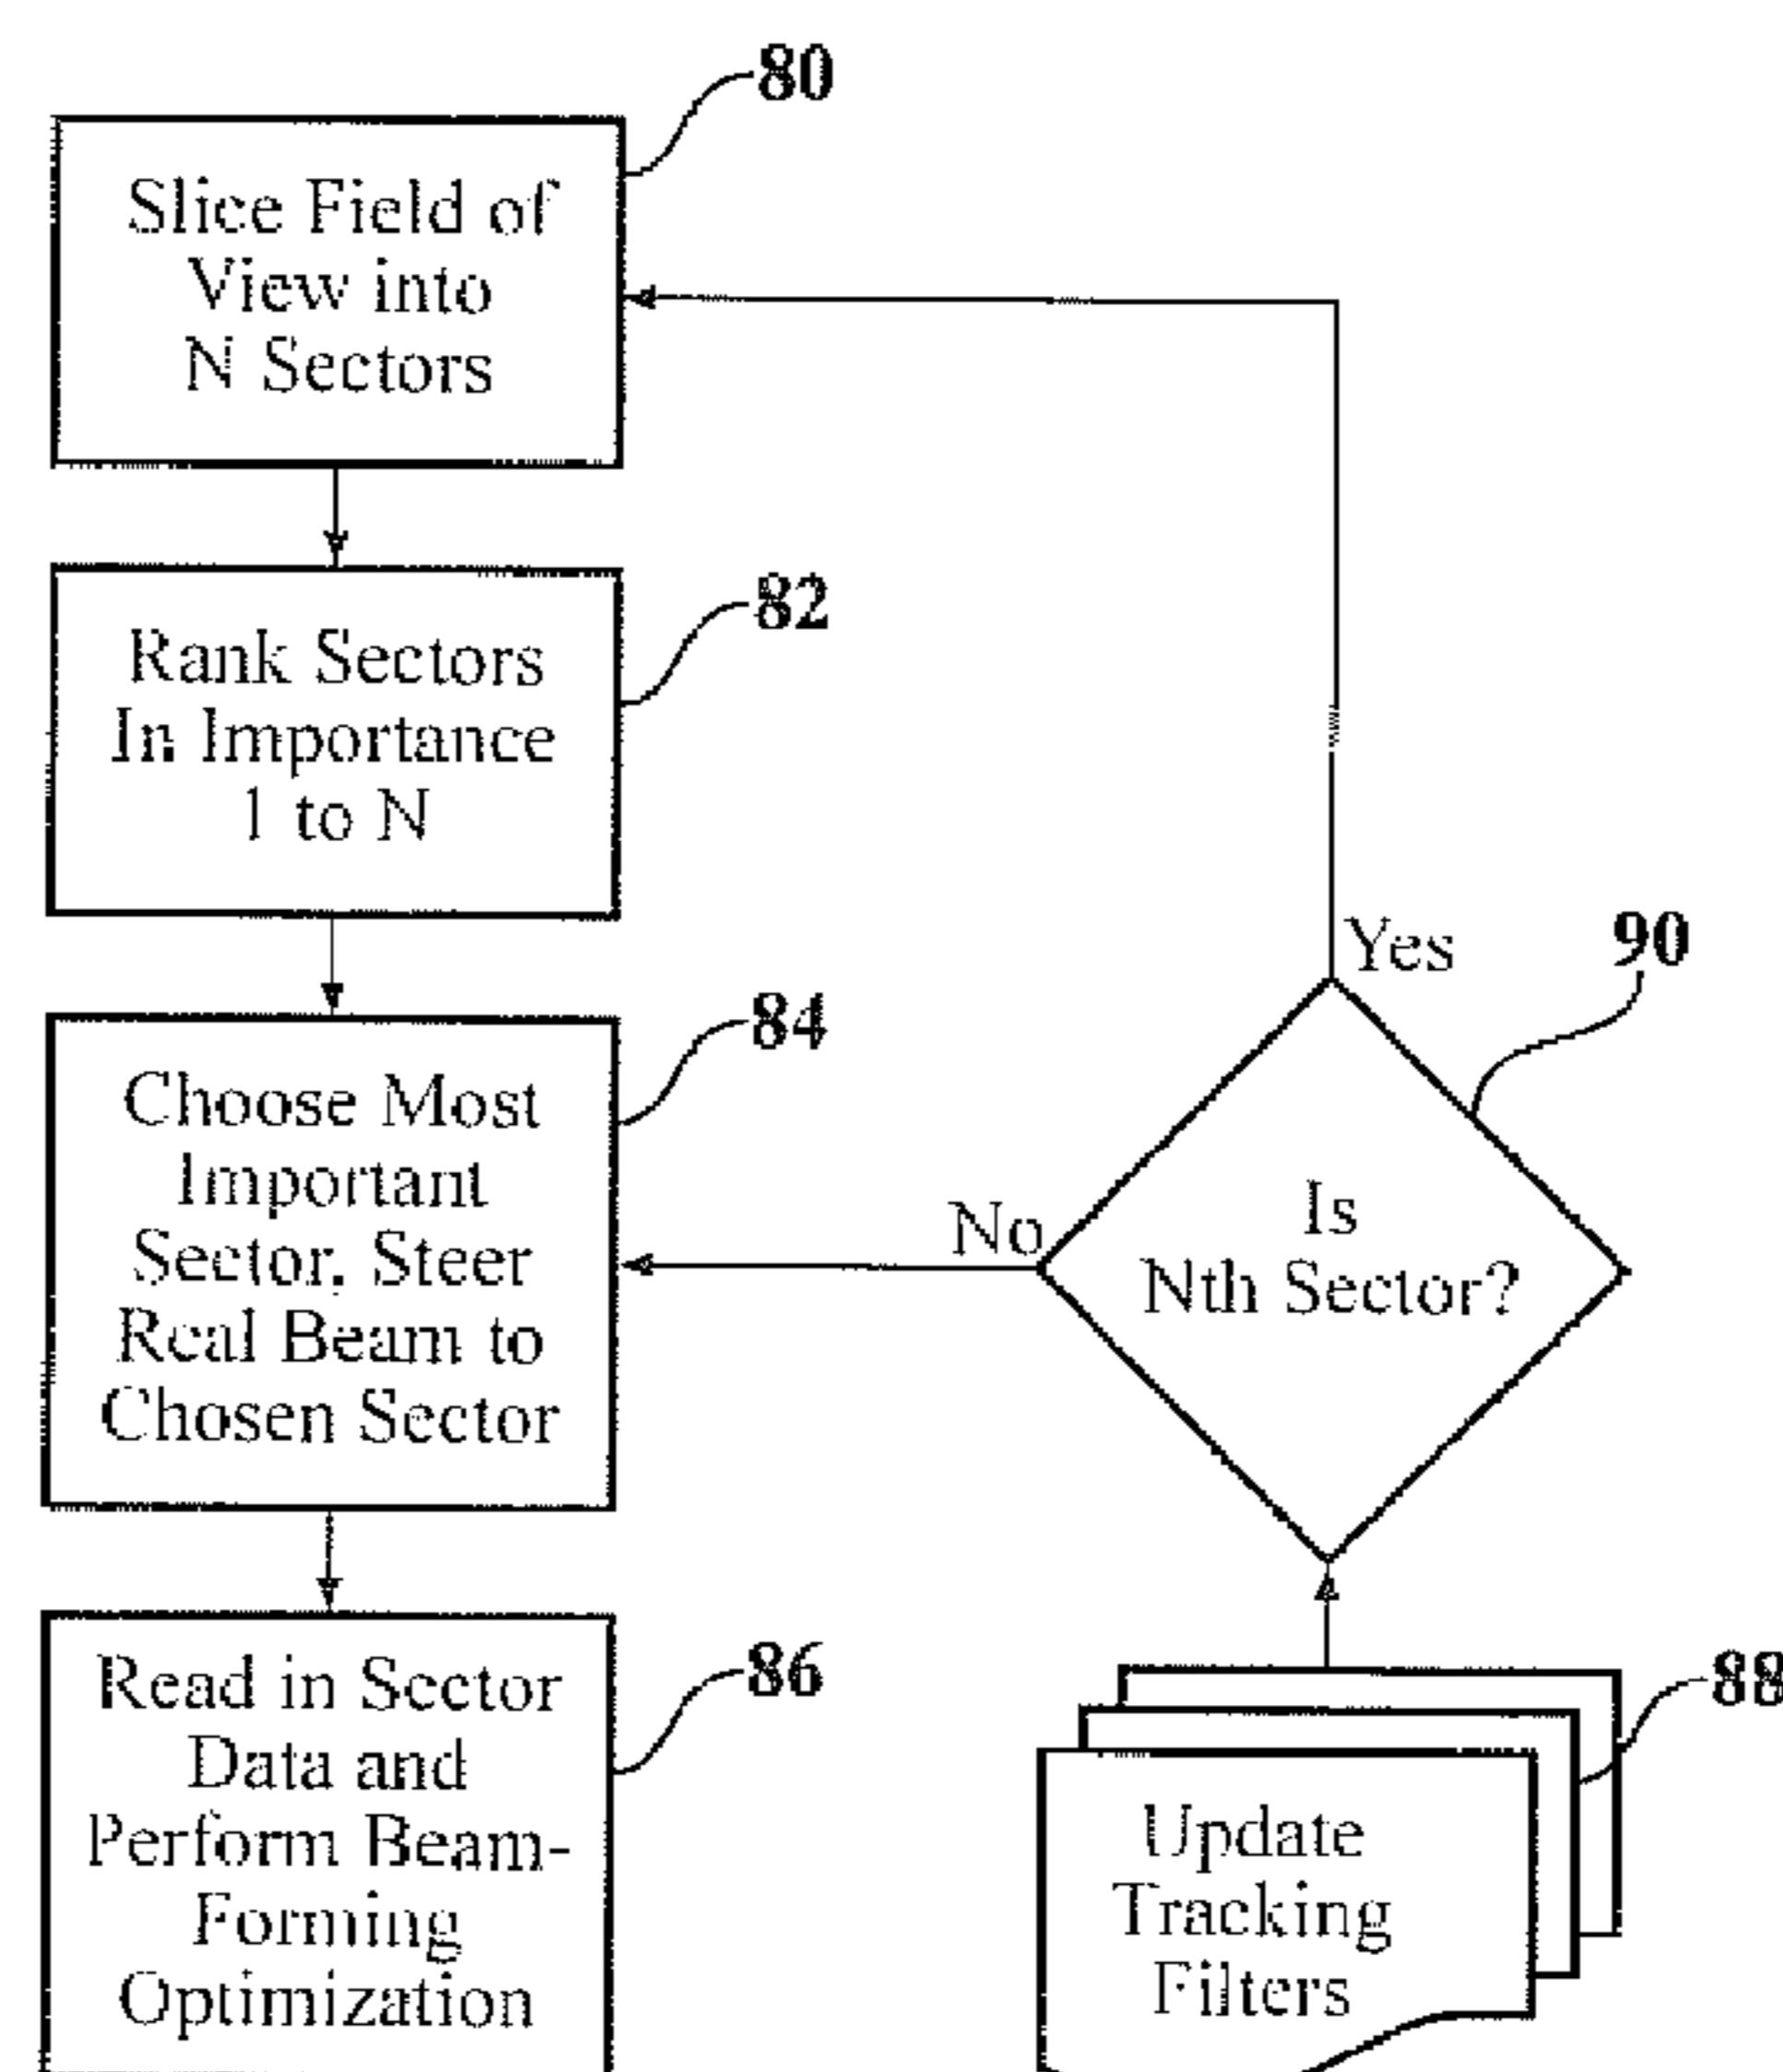 80
Slice Field of
View into
N Sectors
82
Rank Sectors
In Importance
1 to N
84
Choose Most
Important
Sector. Steer
Real Beam to
Chosen Sector
86
Read in Sector
Data and
Perform Beam-
Forming
Optimization
88
Update
Tracking
Filters
90
Is
Nth Sector?
Yes
No